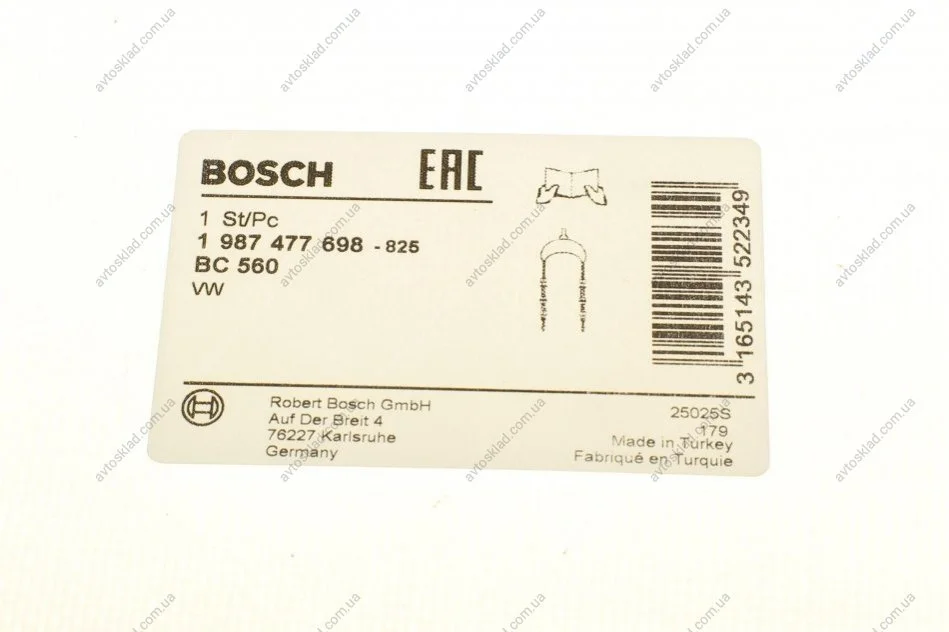 BOSCH
EAC
1 St/Pc
1 987 477 698 - 825
BC 560
VW
3 165143 522349
Robert Bosch GmbH
Auf Der Breit 4
76227 Karlsruhe
Germany
25025S
179
Made in Turkey
Fabriqué en Turquie
avtosklad.com.ua